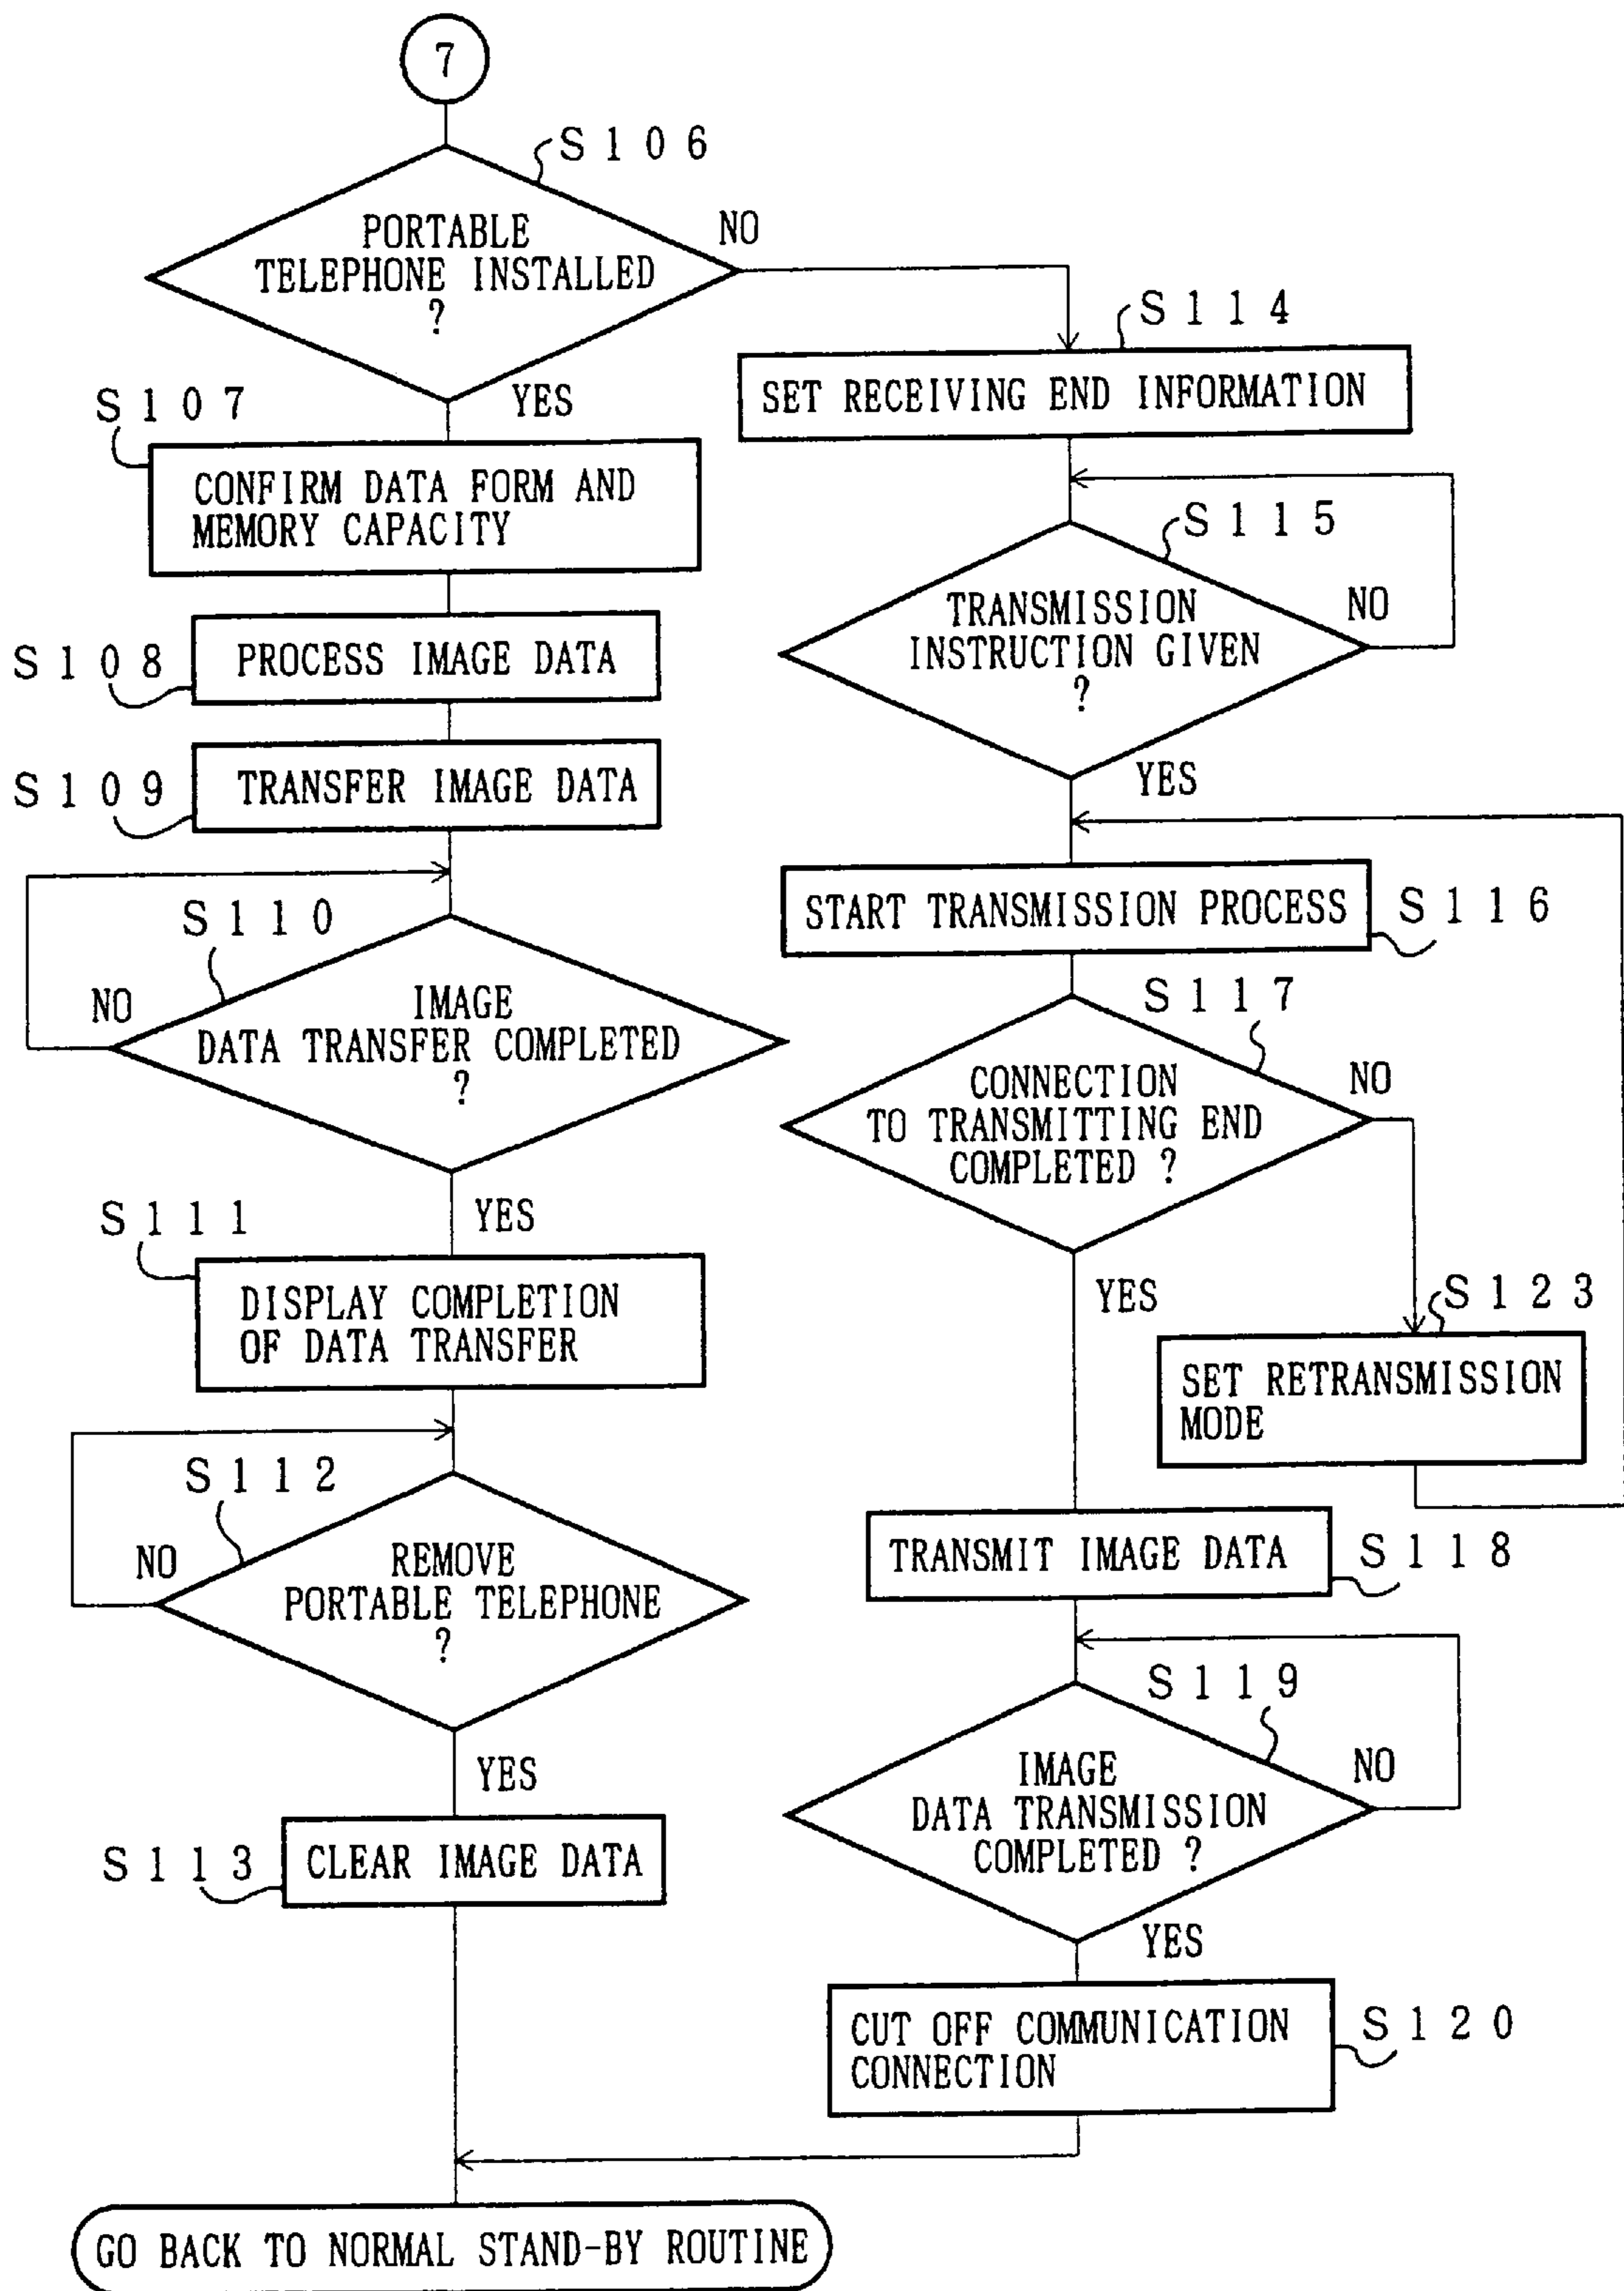 7
S106
PORTABLE
TELEPHONE INSTALLED
?
NO
YES
S107
CONFIRM DATA FORM AND
MEMORY CAPACITY
S108
PROCESS IMAGE DATA
S109
TRANSFER IMAGE DATA
S110
NO
IMAGE
DATA TRANSFER COMPLETED
?
YES
S111
DISPLAY COMPLETION
OF DATA TRANSFER
S112
NO
REMOVE
PORTABLE TELEPHONE
?
YES
S113
CLEAR IMAGE DATA
S114
SET RECEIVING END INFORMATION
S115
TRANSMISSION
INSTRUCTION GIVEN
?
NO
YES
START TRANSMISSION PROCESS
S116
S117
CONNECTION
TO TRANSMITTING END
COMPLETED ?
NO
YES
S123
SET RETRANSMISSION
MODE
TRANSMIT IMAGE DATA
S118
S119
IMAGE
DATA TRANSMISSION
COMPLETED ?
NO
YES
CUT OFF COMMUNICATION
CONNECTION
S120
GO BACK TO NORMAL STAND-BY ROUTINE